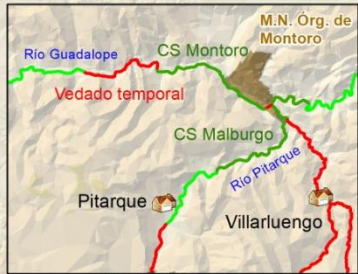 M.N. Órg. de
Montoro
Río Guadalope
CS Montoro
Vedado temporal
CS Malburgo
Río Pitarque
Pitarque
Villarluengo